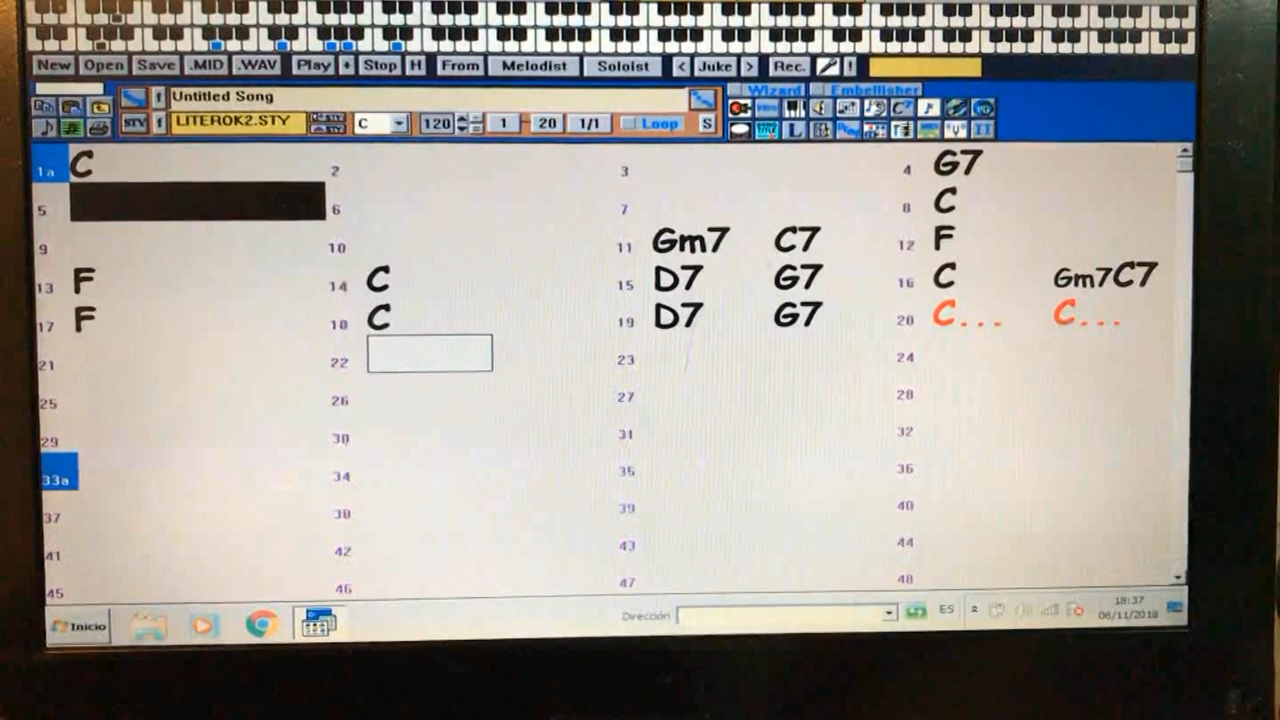 New Open Save .MID .WAV Play + Stop H From Melodist Soloist < Juke > Rec. !
Wizard Embellisher
f Untitled Song
STY f LITEROK2.STY C 120 1 20 1/1 Loop S
1a C 2 3 4 G7
5 6 7 8 C
9 10 11 Gm7 C7 12 F
13 F 14 C 15 D7 G7 16 C Gm7C7
17 F 18 C 19 D7 G7 20 C... C...
21 22 23 24
25 26 27 28
29 30 31 32
33a 34 35 36
37 38 39 40
41 42 43 44
45 46 47 48
Inicio Dirección ES 18:37
06/11/2018